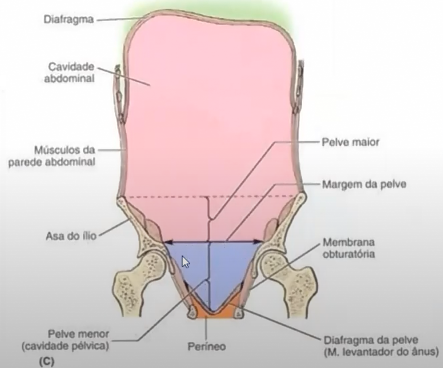 Diafragma
Cavidade
abdominal
Músculos da
parede abdominal
Asa do ílio
Pelve menor
(cavidade pélvica)
(C)
Períneo
Pelve maior
Margem da pelve
Membrana
obturatória
Diafragma da pelve
(M. levantador do ânus)